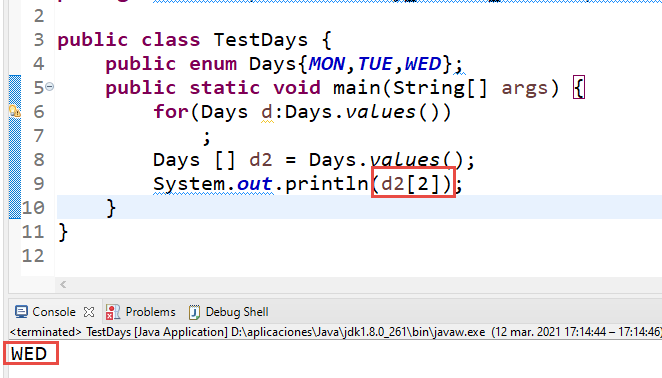 2
3 public class TestDays {
4 public enum Days{MON,TUE,WED};
5 public static void main(String[] args) {
6 for(Days d:Days.values())
7 ;
8 Days [] d2 = Days.values();
9 System.out.println(d2[2]);
10 }
11 }
12
Console Problems Debug Shell
<terminated> TestDays [Java Application] D:\aplicaciones\Java\jdk1.8.0_261\bin\javaw.exe (12 mar. 2021 17:14:44 – 17:14:46)
WED